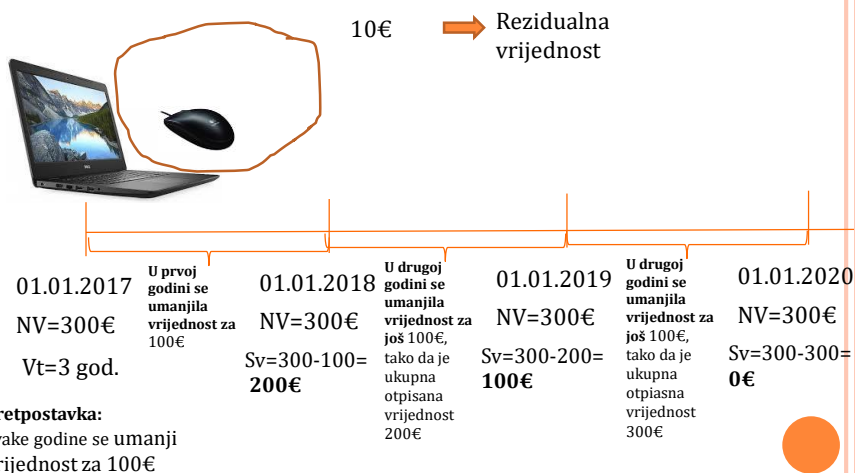 10€
Rezidualna
vrijednost
01.01.2017
NV=300€
Vt=3 god.
U prvoj
godini se
umanjila
vrijednost za
100€
01.01.2018
NV=300€
Sv=300-100=
200€
U drugoj
godini se
umanjila
vrijednost za
još 100€,
tako da je
ukupna
otpisana
vrijednost
200€
01.01.2019
NV=300€
Sv=300-200=
100€
U drugoj
godini se
umanjila
vrijednost za
još 100€,
tako da je
ukupna
otpiasna
vrijednost
300€
01.01.2020
NV=300€
Sv=300-300=
0€
retpostavka:
vake godine se umanji
rijednost za 100€